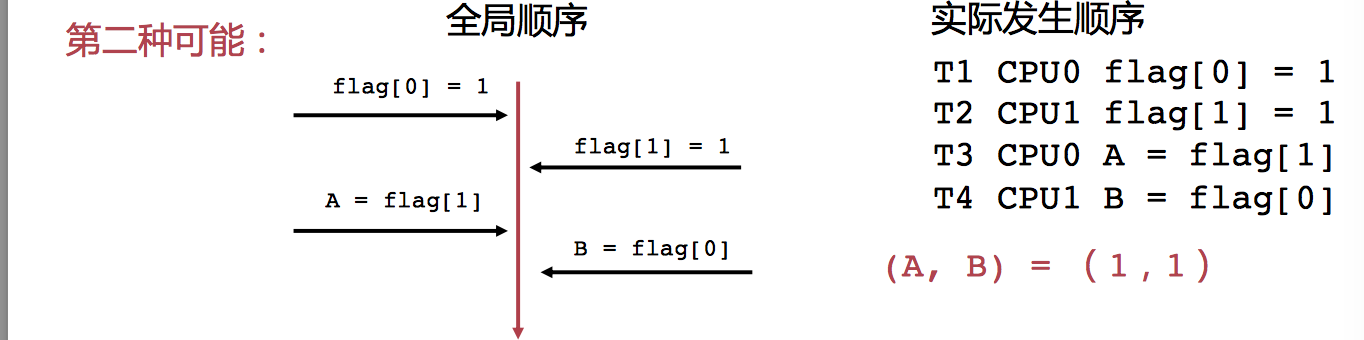 第二种可能：
全局顺序
flag[0] = 1
flag[1] = 1
A = flag[1]
B = flag[0]
实际发生顺序
T1 CPU0 flag[0] = 1
T2 CPU1 flag[1] = 1
T3 CPU0 A = flag[1]
T4 CPU1 B = flag[0]
(A, B) = (1,1)